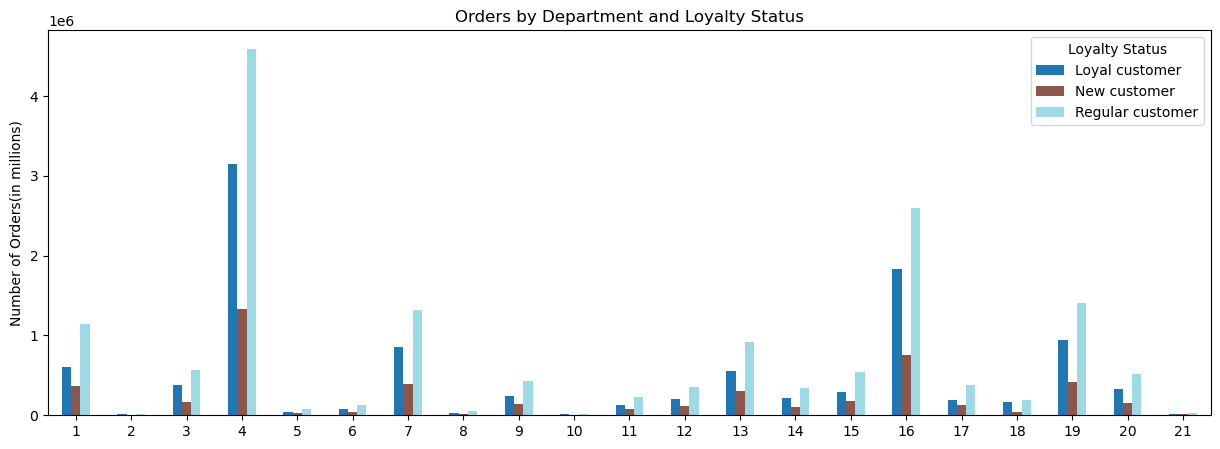 Orders by Department and Loyalty Status
1e6
Number of Orders(in millions)
4
3
2
1
0
Loyalty Status
Loyal customer
New customer
Regular customer
1 2 3 4 5 6 7 8 9 10 11 12 13 14 15 16 17 18 19 20 21